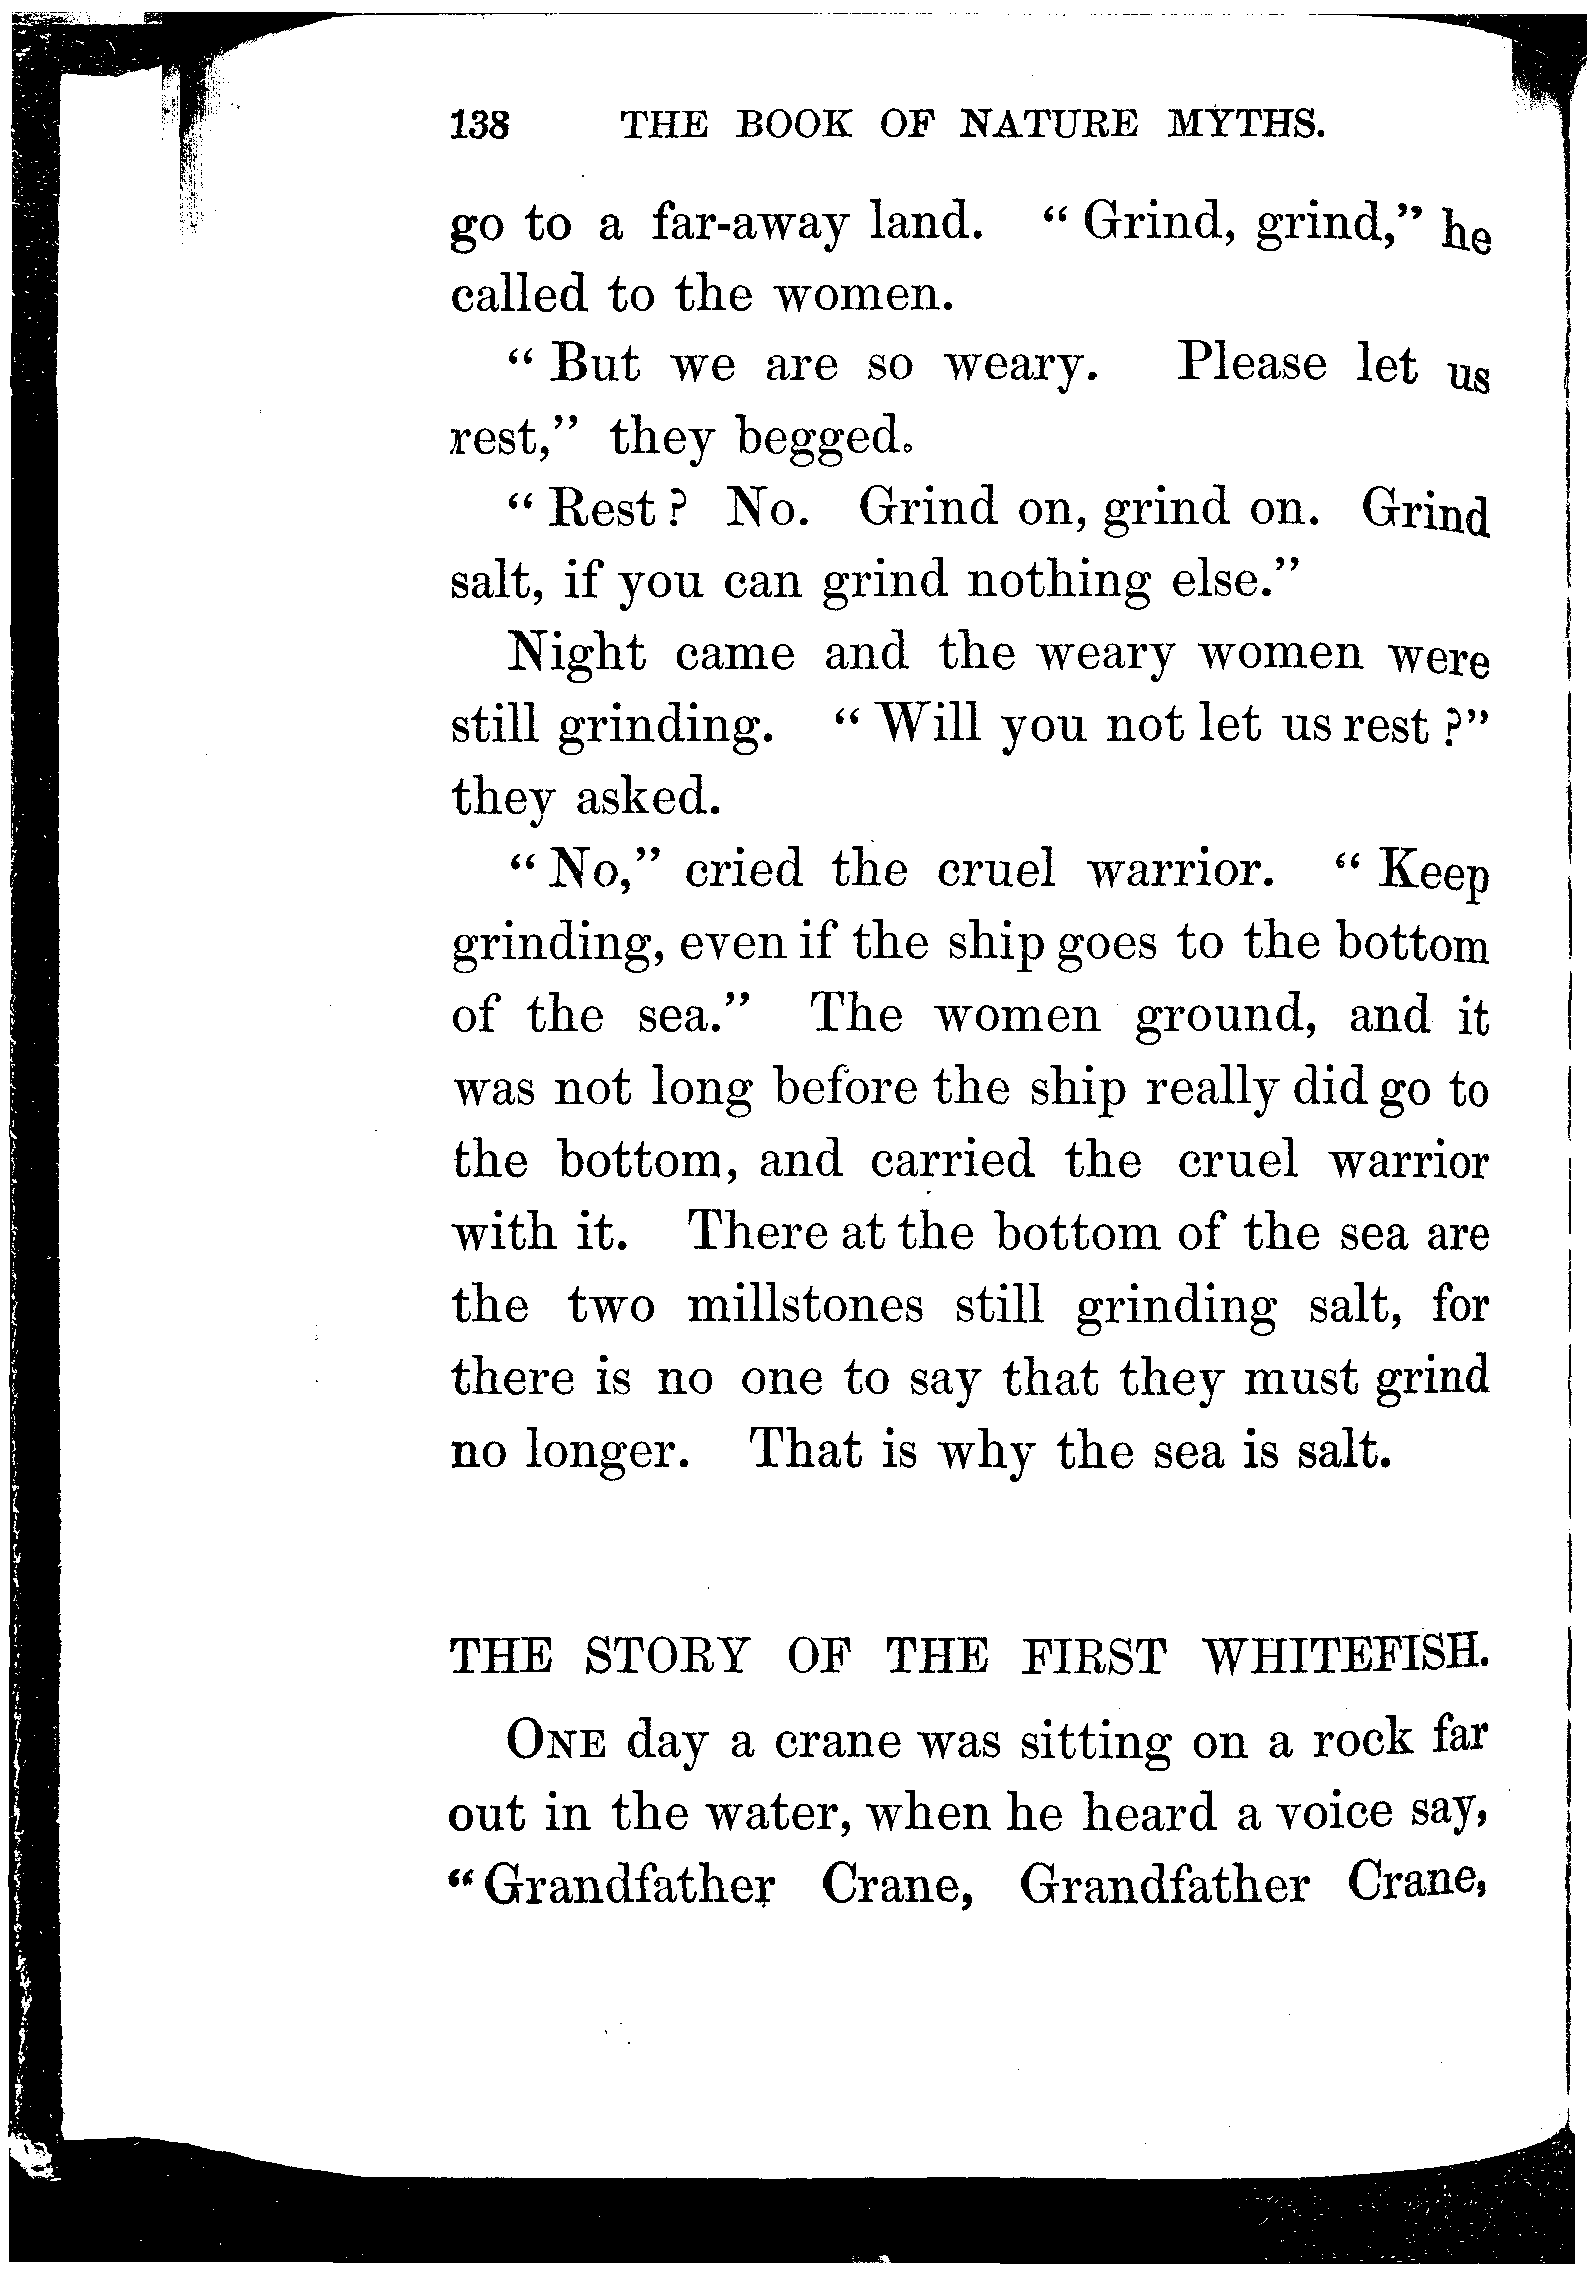 138 THE BOOK OF NATURE MYTHS.
go to a far-away land. “Grind, grind,” he
called to the women.
“But we are so weary. Please let us
rest,” they begged.
“Rest? No. Grind on, grind on. Grind
salt, if you can grind nothing else.”
Night came and the weary women were
still grinding. “Will you not let us rest?”
they asked.
“No,” cried the cruel warrior. “Keep
grinding, even if the ship goes to the bottom
of the sea.” The women ground, and it
was not long before the ship really did go to
the bottom, and carried the cruel warrior
with it. There at the bottom of the sea are
the two millstones still grinding salt, for
there is no one to say that they must grind
no longer. That is why the sea is salt.
THE STORY OF THE FIRST WHITEFISH.
ONE day a crane was sitting on a rock far
out in the water, when he heard a voice say,
“Grandfather Crane, Grandfather Crane,